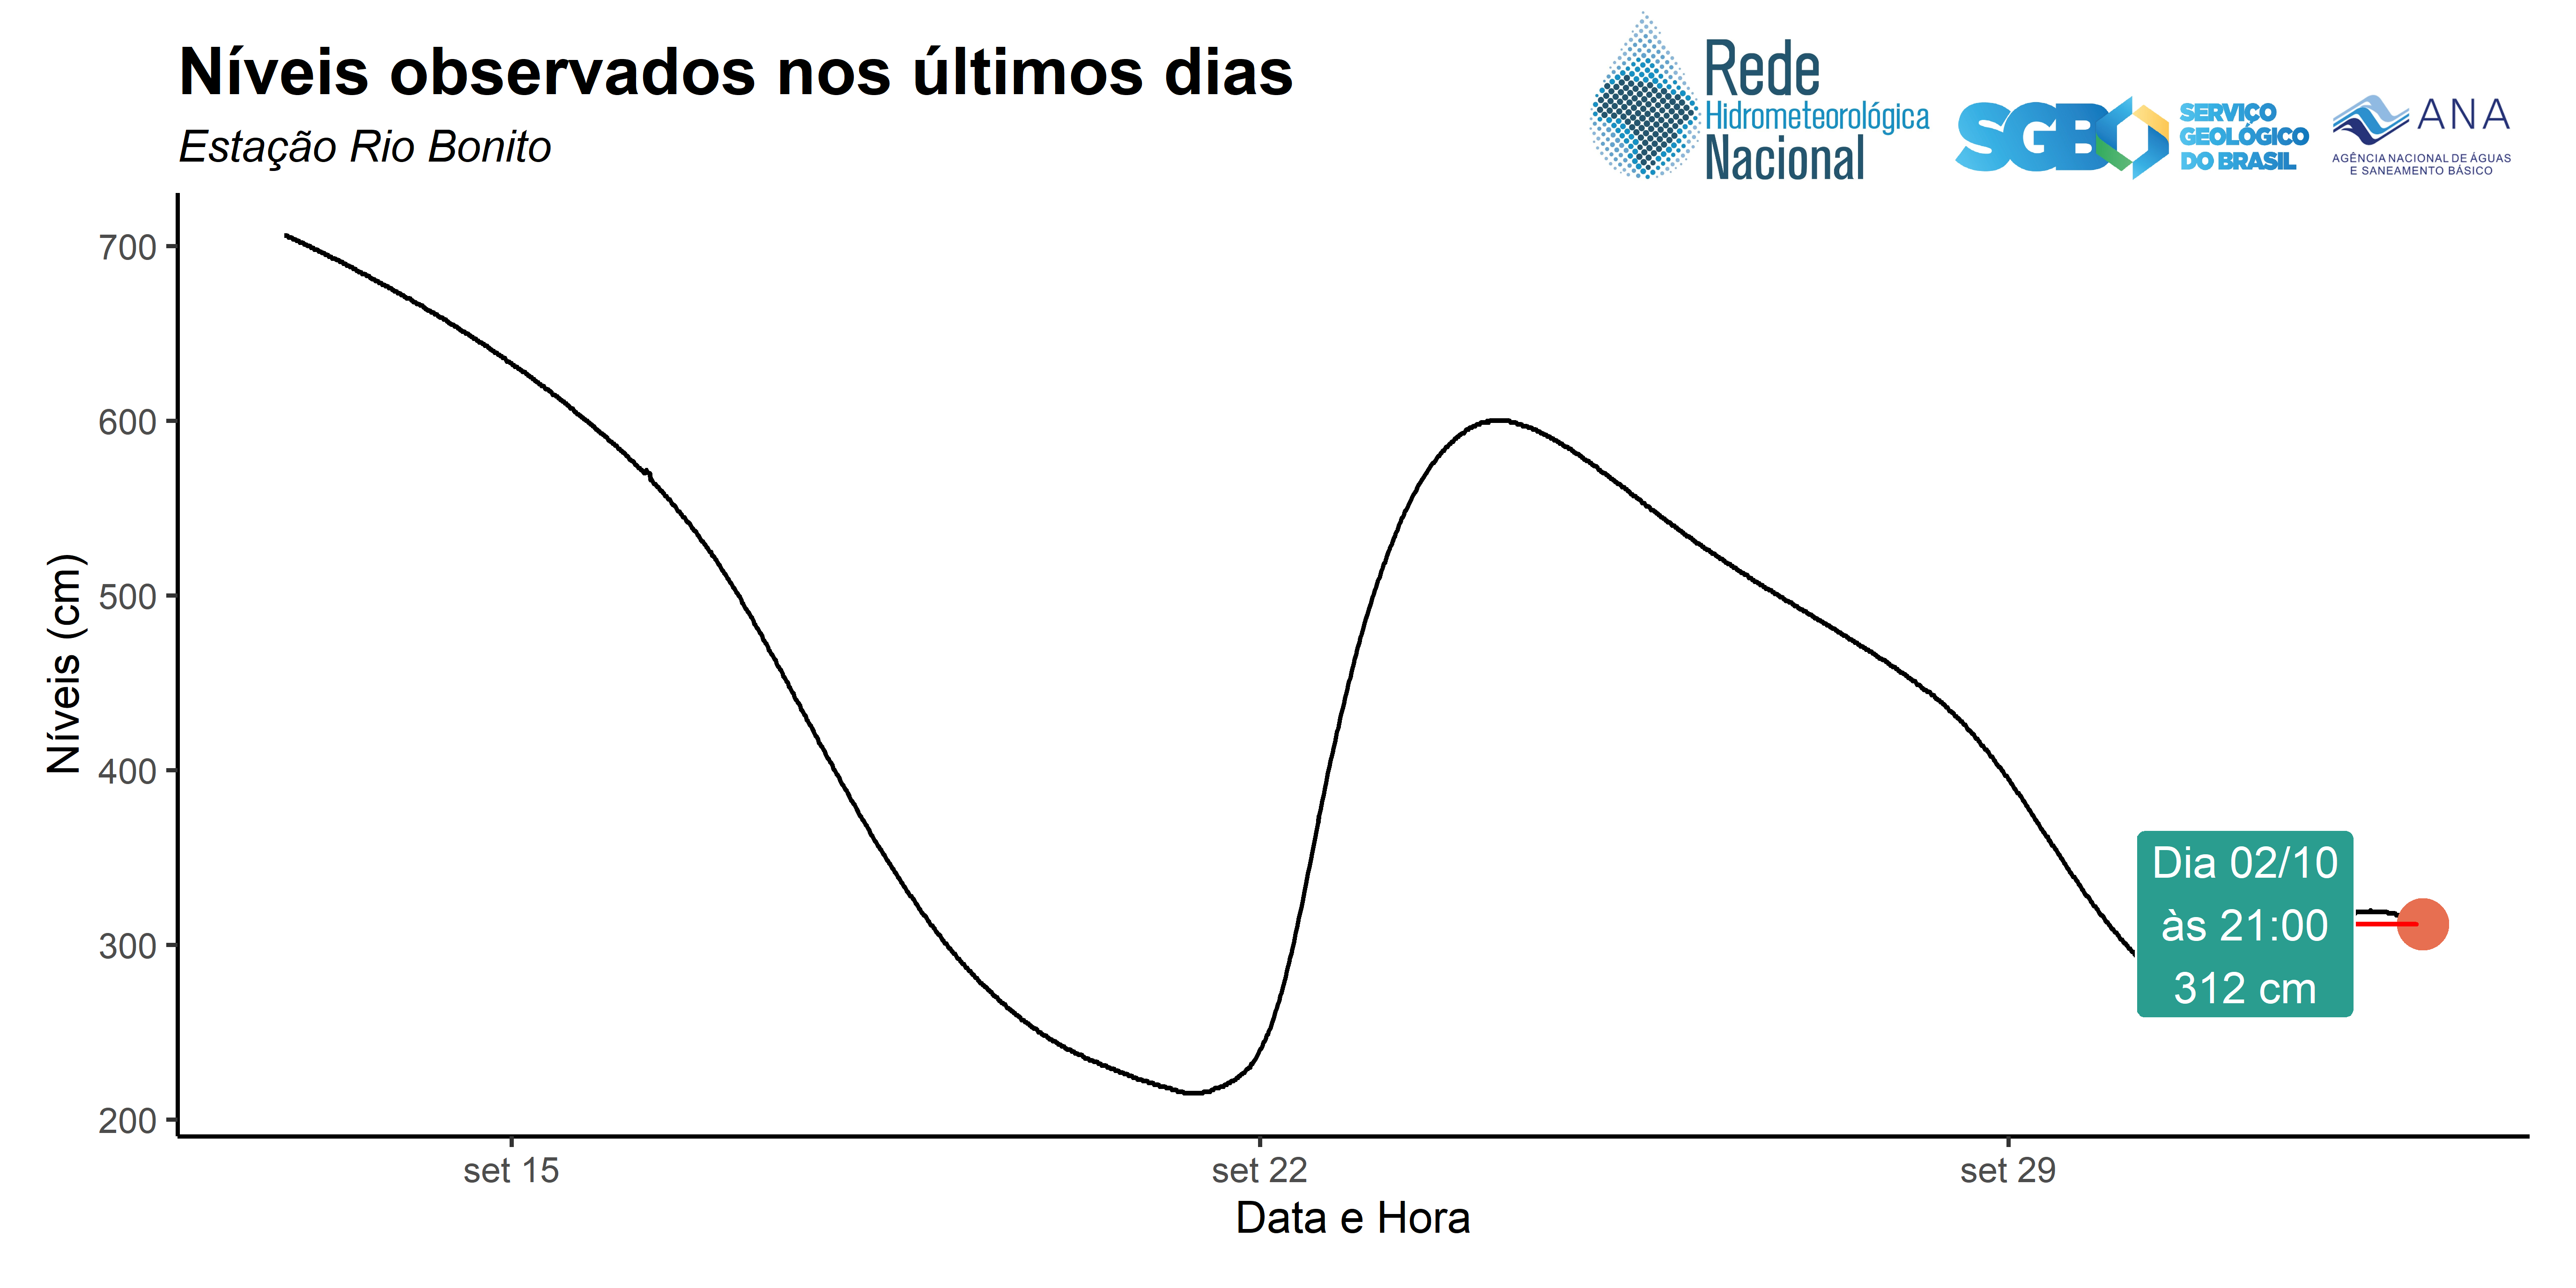 Níveis observados nos últimos dias
Estação Rio Bonito
Rede
Hidrometeorológica
Nacional
SGB
SERVIÇO
GEOLÓGICO
DO BRASIL
ANA
AGÊNCIA NACIONAL DE ÁGUAS
E SANEAMENTO BÁSICO
Níveis (cm)
700
600
500
400
300
200
Dia 02/10
às 21:00
312 cm
set 15
set 22
set 29
Data e Hora